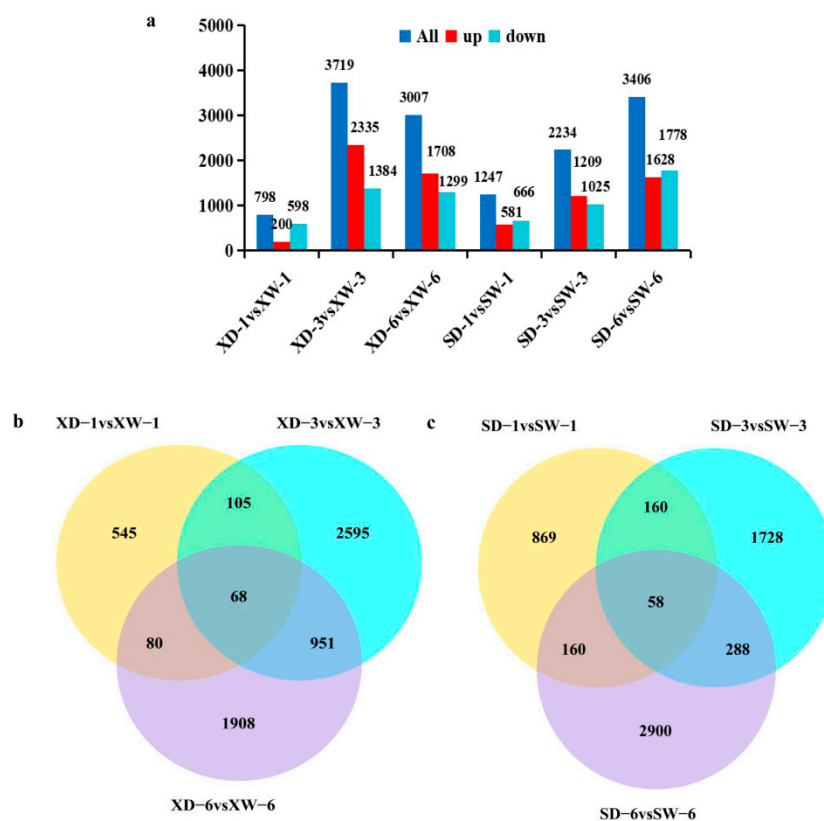 a
5000
4000
3000
2000
1000
0
All up down
798
200
598
3719
2335
1384
3007
1708
1299
1247
581
666
2234
1209
1025
3406
1628
1778
XD-1vsXW-1
XD-3vsXW-3
XD-6vsXW-6
SD-1vsSW-1
SD-3vsSW-3
SD-6vsSW-6
b
XD−1vsXW−1
XD−3vsXW−3
545
105
2595
68
80
951
1908
XD−6vsXW−6
c
SD−1vsSW−1
SD−3vsSW−3
869
160
1728
58
160
288
2900
SD−6vsSW−6